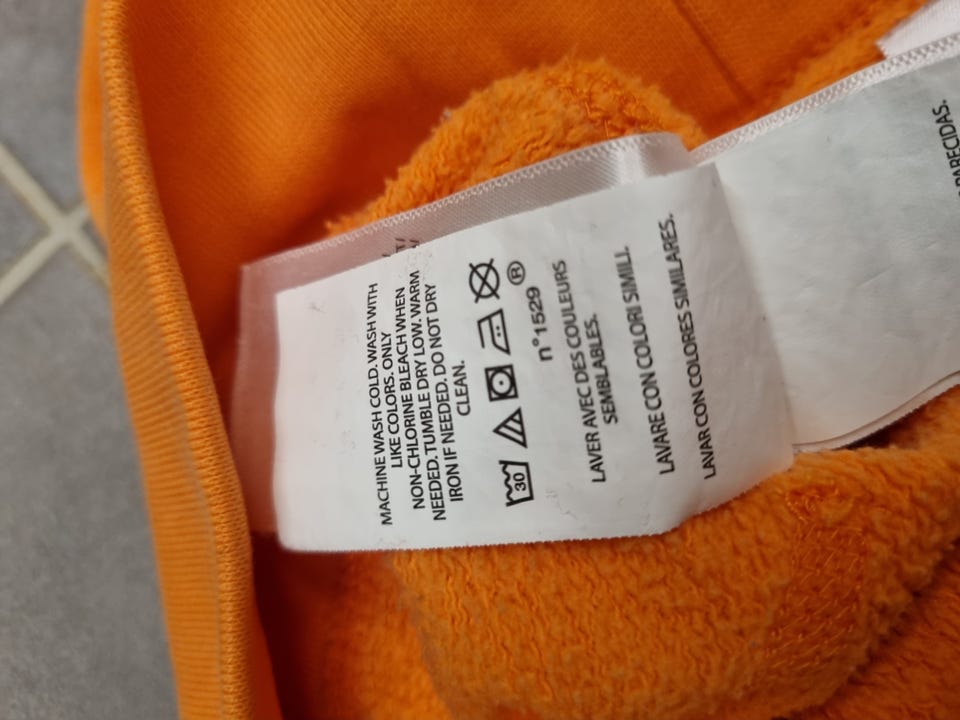 MACHINE WASH COLD. WASH WITH
LIKE COLORS. ONLY
NON-CHLORINE BLEACH WHEN
NEEDED. TUMBLE DRY LOW. WARM
IRON IF NEEDED. DO NOT DRY
CLEAN.
30
®
n°1529
LAVER AVEC DES COULEURS
SEMBLABLES.
LAVARE CON COLORI SIMILI.
LAVAR CON COLORES SIMILARES.
PARECIDAS.